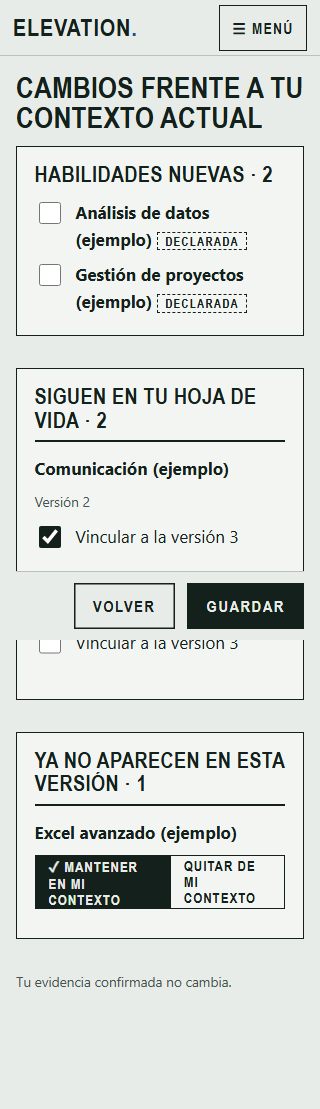 ELEVATION.
☰ MENÚ
CAMBIOS FRENTE A TU
CONTEXTO ACTUAL
HABILIDADES NUEVAS · 2
Análisis de datos
(ejemplo) DECLARADA
Gestión de proyectos
(ejemplo) DECLARADA
SIGUEN EN TU HOJA DE
VIDA · 2
Comunicación (ejemplo)
Versión 2
Vincular a la versión 3
VOLVER
GUARDAR
Vincular a la versión 3
YA NO APARECEN EN ESTA
VERSIÓN · 1
Excel avanzado (ejemplo)
✓ MANTENER
EN MI
CONTEXTO
QUITAR DE
MI
CONTEXTO
Tu evidencia confirmada no cambia.